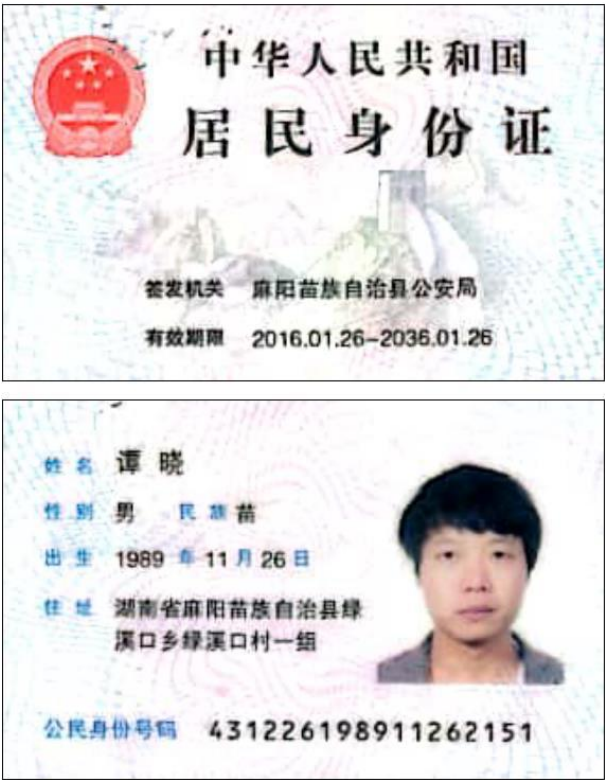 中华人民共和国
居民身份证
签发机关 麻阳苗族自治县公安局
有效期限 2016.01.26-2036.01.26
姓名 谭晓
性别 男 民族 苗
出生 1989 年 11 月 26 日
住址 湖南省麻阳苗族自治县绿
溪口乡绿溪口村一组
公民身份号码 431226198911262151